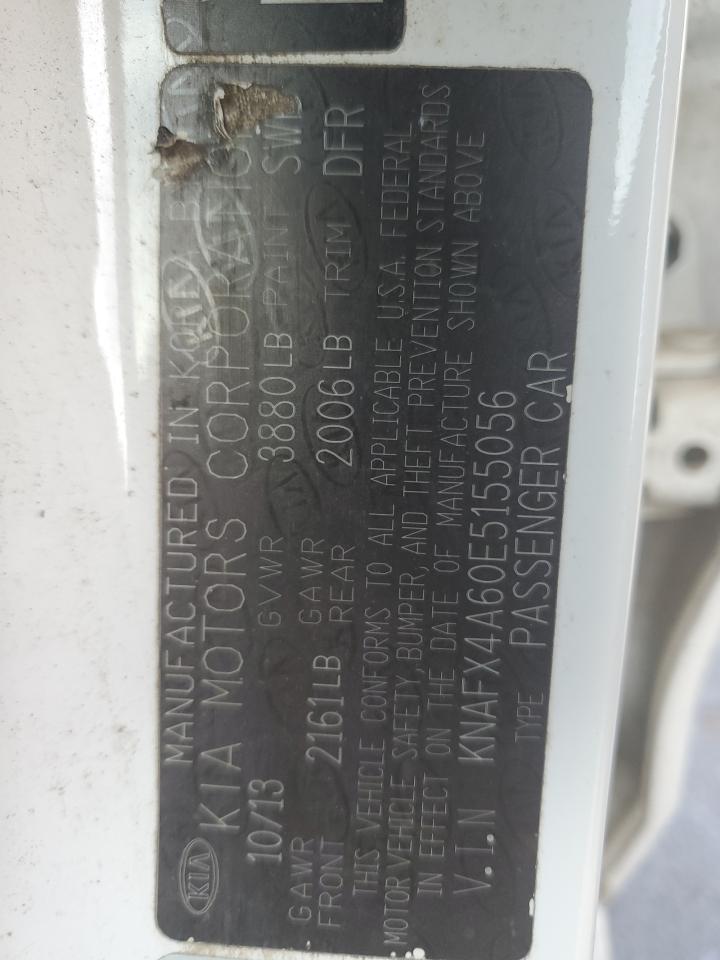 MANUFACTURED IN KOREA B
KIA MOTORS CORPORATION
10/13 GVWR 3880LB PAINT
GAWR FRONT 2161LB GAWR REAR 2006LB TRIM DFR
THIS VEHICLE CONFORMS TO ALL APPLICABLE U.S.A. FEDERAL
MOTOR VEHICLE SAFETY, BUMPER, AND THEFT PREVENTION STANDARDS
IN EFFECT ON THE DATE OF MANUFACTURE SHOWN ABOVE
V.I.N KNAFX4A60E5155056
TYPE PASSENGER CAR
KIA